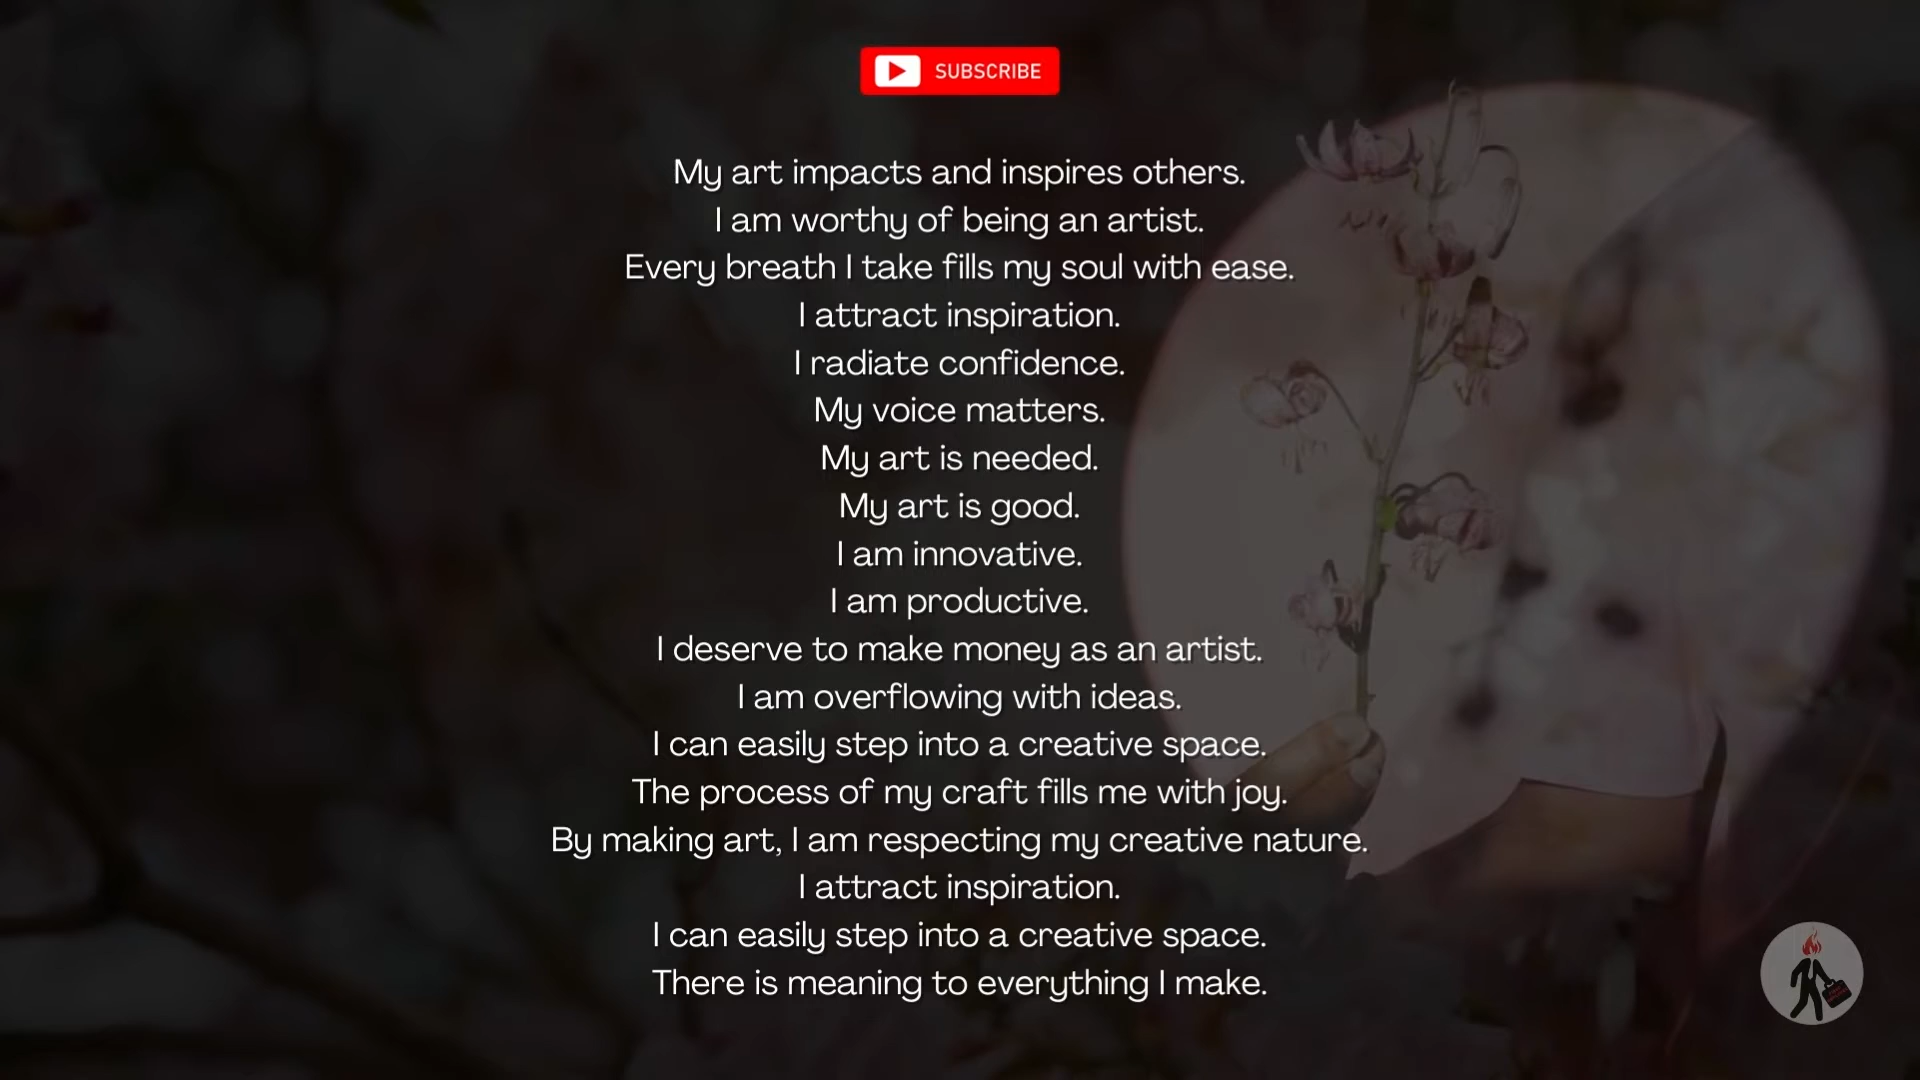 SUBSCRIBE
My art impacts and inspires others.
I am worthy of being an artist.
Every breath I take fills my soul with ease.
I attract inspiration.
I radiate confidence.
My voice matters.
My art is needed.
My art is good.
I am innovative.
I am productive.
I deserve to make money as an artist.
I am overflowing with ideas.
I can easily step into a creative space.
The process of my craft fills me with joy.
By making art, I am respecting my creative nature.
I attract inspiration.
I can easily step into a creative space.
There is meaning to everything I make.